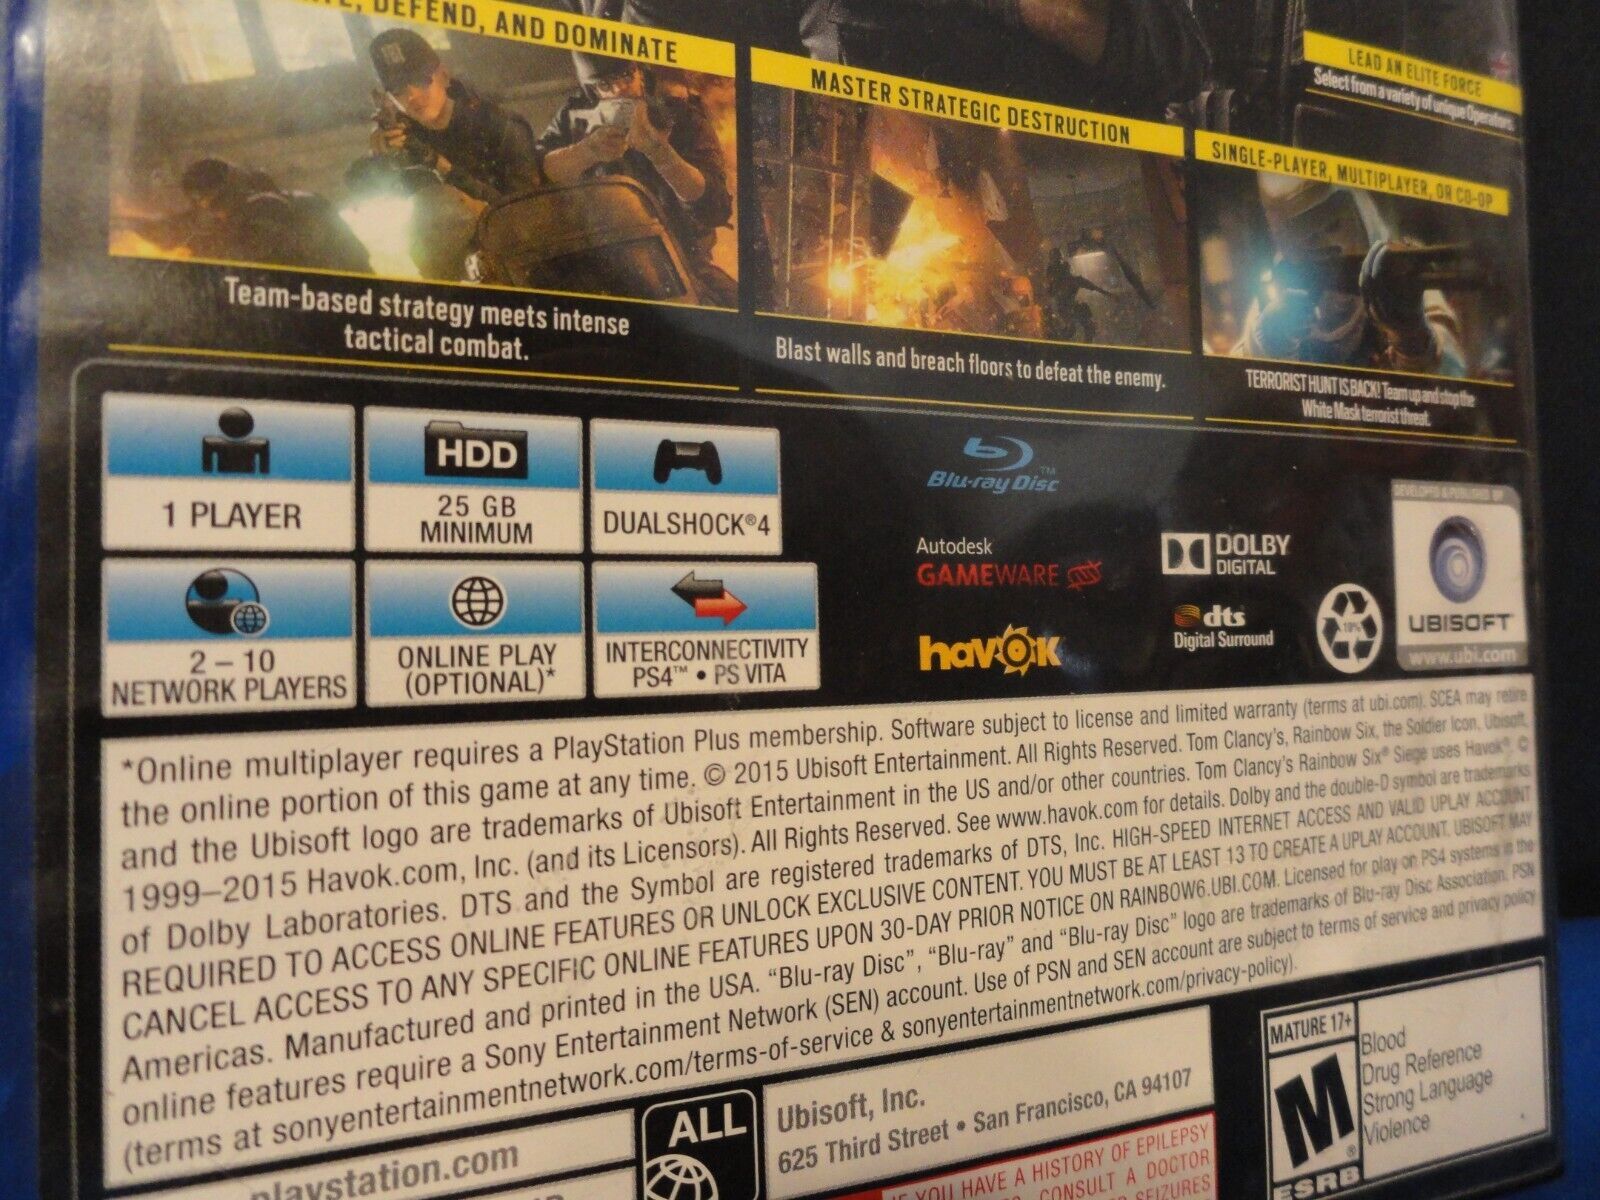 DEFEND, AND DOMINATE
MASTER STRATEGIC DESTRUCTION
LEAD AN ELITE FORCE
Select from a variety of unique Operators
SINGLE-PLAYER, MULTIPLAYER, OR CO-OP
Team-based strategy meets intense
tactical combat.
Blast walls and breach floors to defeat the enemy.
TERRORIST HUNT IS BACK! Team up and stop the
White Mask terrorist threat.
1 PLAYER
HDD
25 GB
MINIMUM
DUALSHOCK®4
2 – 10
NETWORK PLAYERS
ONLINE PLAY
(OPTIONAL)*
INTERCONNECTIVITY
PS4™ • PS VITA
Blu-ray Disc™
Autodesk
GAMEWARE
havok
DOLBY
DIGITAL
dts
Digital Surround
10%
DEVELOPED & PUBLISHED BY
UBISOFT
www.ubi.com
*Online multiplayer requires a PlayStation Plus membership. Software subject to license and limited warranty (terms at ubi.com). SCEA may retire
the online portion of this game at any time. © 2015 Ubisoft Entertainment. All Rights Reserved. Tom Clancy's, Rainbow Six, the Soldier Icon, Ubisoft,
and the Ubisoft logo are trademarks of Ubisoft Entertainment in the US and/or other countries. Tom Clancy's Rainbow Six® Siege uses Havok®. ©
1999–2015 Havok.com, Inc. (and its Licensors). All Rights Reserved. See www.havok.com for details. Dolby and the double-D symbol are trademarks
of Dolby Laboratories. DTS and the Symbol are registered trademarks of DTS, Inc. HIGH-SPEED INTERNET ACCESS AND VALID UPLAY ACCOUNT
REQUIRED TO ACCESS ONLINE FEATURES OR UNLOCK EXCLUSIVE CONTENT. YOU MUST BE AT LEAST 13 TO CREATE A UPLAY ACCOUNT. UBISOFT MAY
CANCEL ACCESS TO ANY SPECIFIC ONLINE FEATURES UPON 30-DAY PRIOR NOTICE ON RAINBOW6.UBI.COM. Licensed for play on PS4 systems in the
Americas. Manufactured and printed in the USA. “Blu-ray Disc”, “Blu-ray” and “Blu-ray Disc” logo are trademarks of Blu-ray Disc Association. PSN
online features require a Sony Entertainment Network (SEN) account. Use of PSN and SEN account are subject to terms of service and privacy policy
(terms at sonyentertainmentnetwork.com/terms-of-service & sonyentertainmentnetwork.com/privacy-policy).
playstation.com
ALL
Ubisoft, Inc.
625 Third Street • San Francisco, CA 94107
IF YOU HAVE A HISTORY OF EPILEPSY
CONSULT A DOCTOR
SEIZURES
MATURE 17+
M
®
ESRB
Blood
Drug Reference
Strong Language
Violence